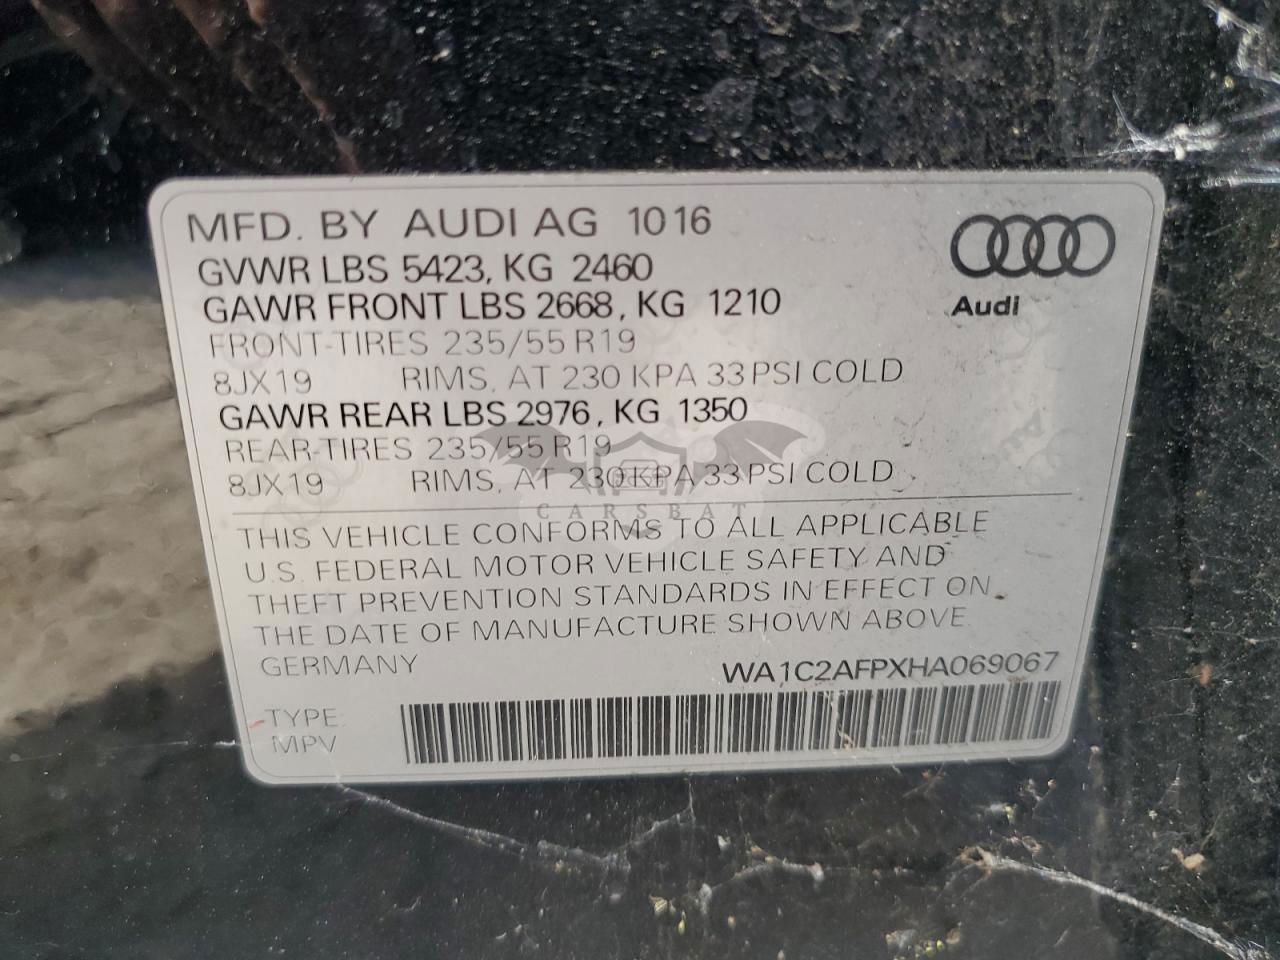 MFD. BY AUDI AG 10 16
GVWR LBS 5423, KG 2460
GAWR FRONT LBS 2668, KG 1210
FRONT-TIRES 235/55 R19
8JX19 RIMS, AT 230 KPA 33 PSI COLD
GAWR REAR LBS 2976, KG 1350
REAR-TIRES 235/55 R19
8JX19 RIMS, AT 230 KPA 33 PSI COLD
Audi
CARSBAT
THIS VEHICLE CONFORMS TO ALL APPLICABLE
U.S. FEDERAL MOTOR VEHICLE SAFETY AND
THEFT PREVENTION STANDARDS IN EFFECT ON
THE DATE OF MANUFACTURE SHOWN ABOVE.
GERMANY WA1C2AFPXHA069067
TYPE:
MPV